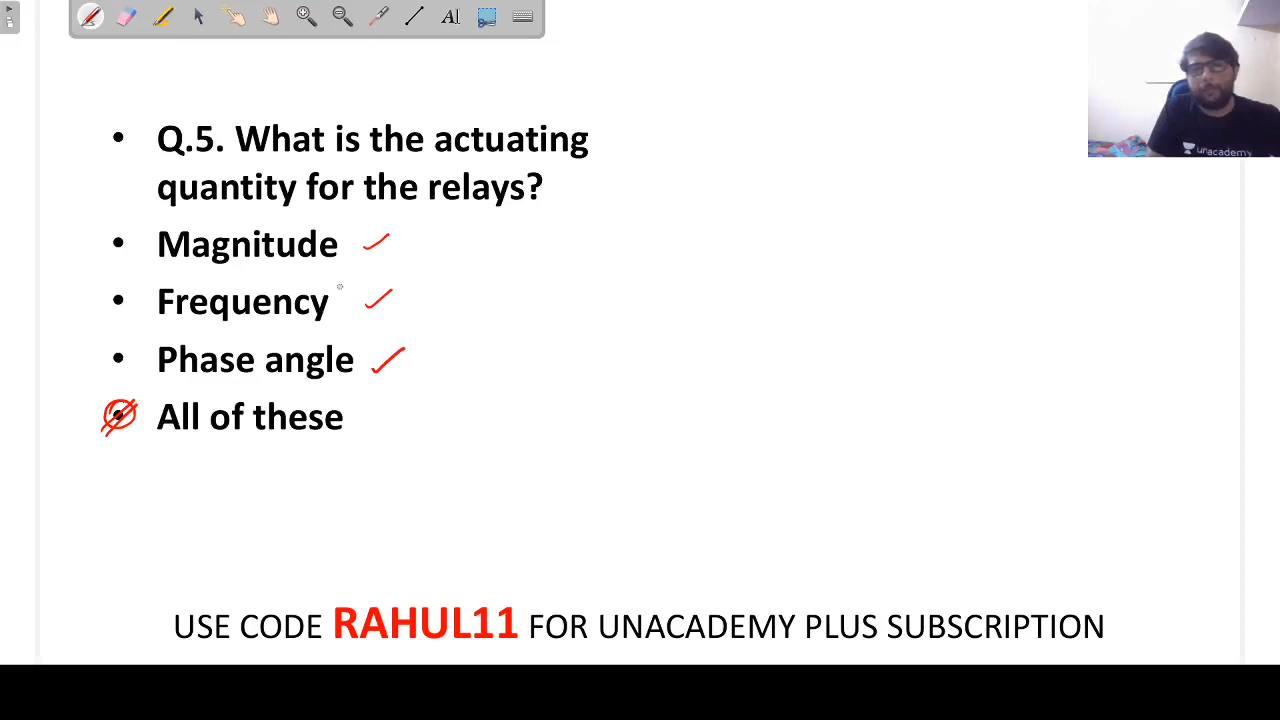 • Q.5. What is the actuating
quantity for the relays?
• Magnitude
• Frequency
• Phase angle
• All of these
USE CODE RAHUL11 FOR UNACADEMY PLUS SUBSCRIPTION
unacademy